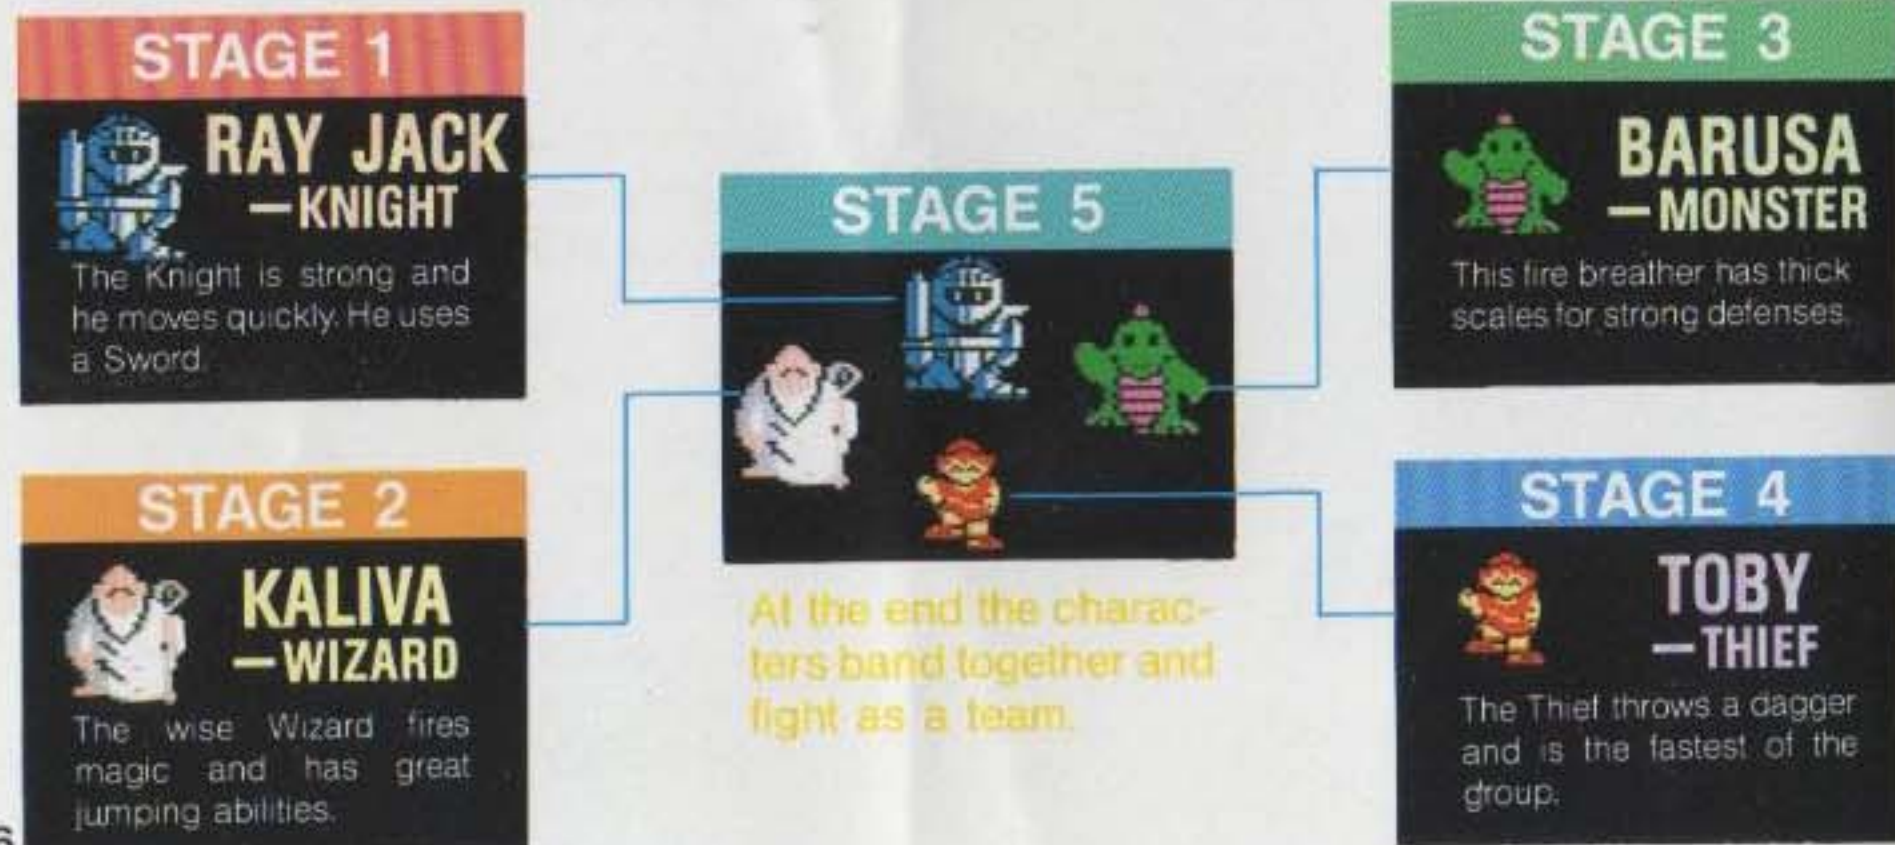 STAGE 1
RAY JACK
—KNIGHT
The Knight is strong and
he moves quickly. He uses
a Sword.
STAGE 2
KALIVA
—WIZARD
The wise Wizard fires
magic and has great
jumping abilities.
STAGE 5
At the end the charac-
ters band together and
fight as a team.
STAGE 3
BARUSA
—MONSTER
This fire breather has thick
scales for strong defenses.
STAGE 4
TOBY
—THIEF
The Thief throws a dagger
and is the fastest of the
group.
6